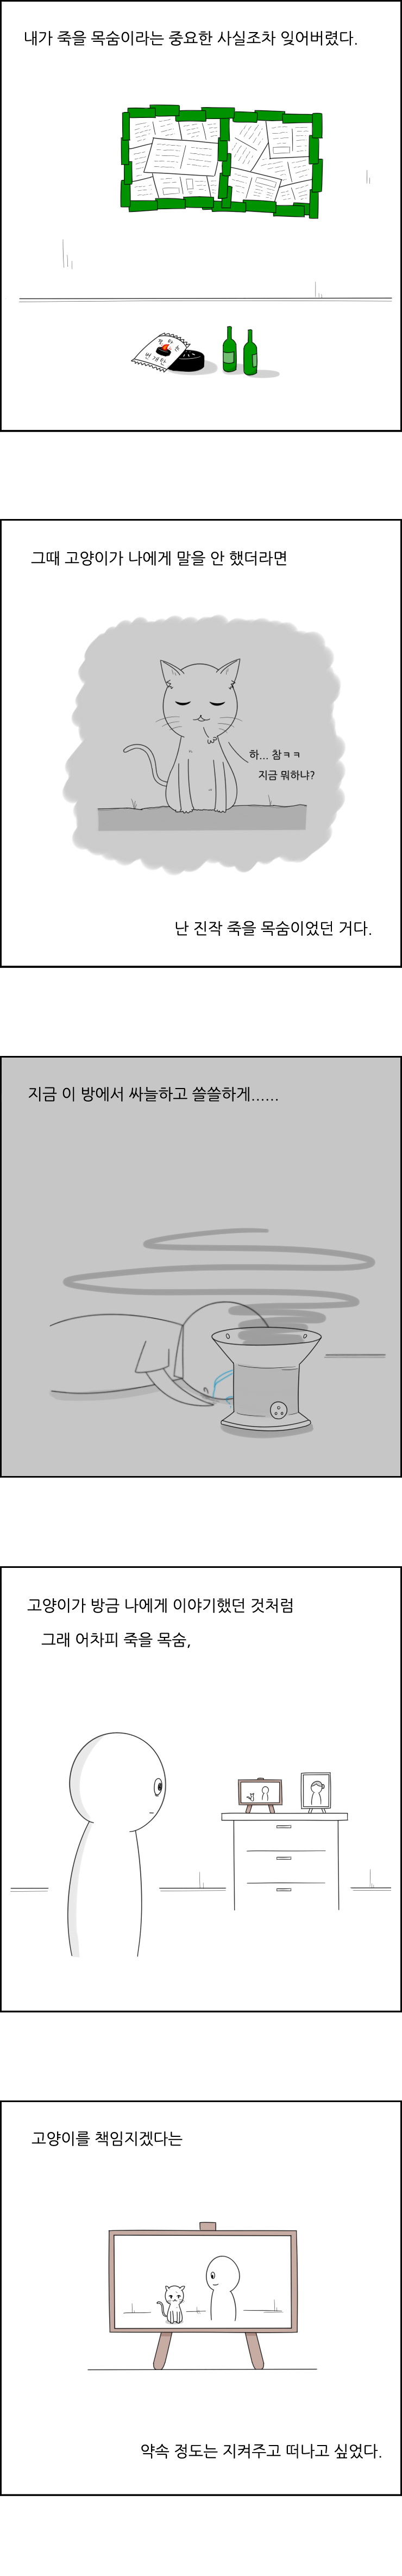 내가 죽을 목숨이라는 중요한 사실조차 잊어버렸다.
번개탄
그때 고양이가 나에게 말을 안 했더라면
하... 참ㅋㅋ
지금 뭐하냐?
난 진작 죽을 목숨이었던 거다.
지금 이 방에서 싸늘하고 쓸쓸하게......
고양이가 방금 나에게 이야기했던 것처럼
그래 어차피 죽을 목숨,
고양이를 책임지겠다는
약속 정도는 지켜주고 떠나고 싶었다.